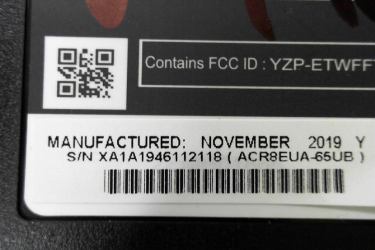 Contains FCC ID : YZP-ETWFF
MANUFACTURED: NOVEMBER 2019 Y
S/N XA1A1946112118 ( ACR8EUA-65UB )